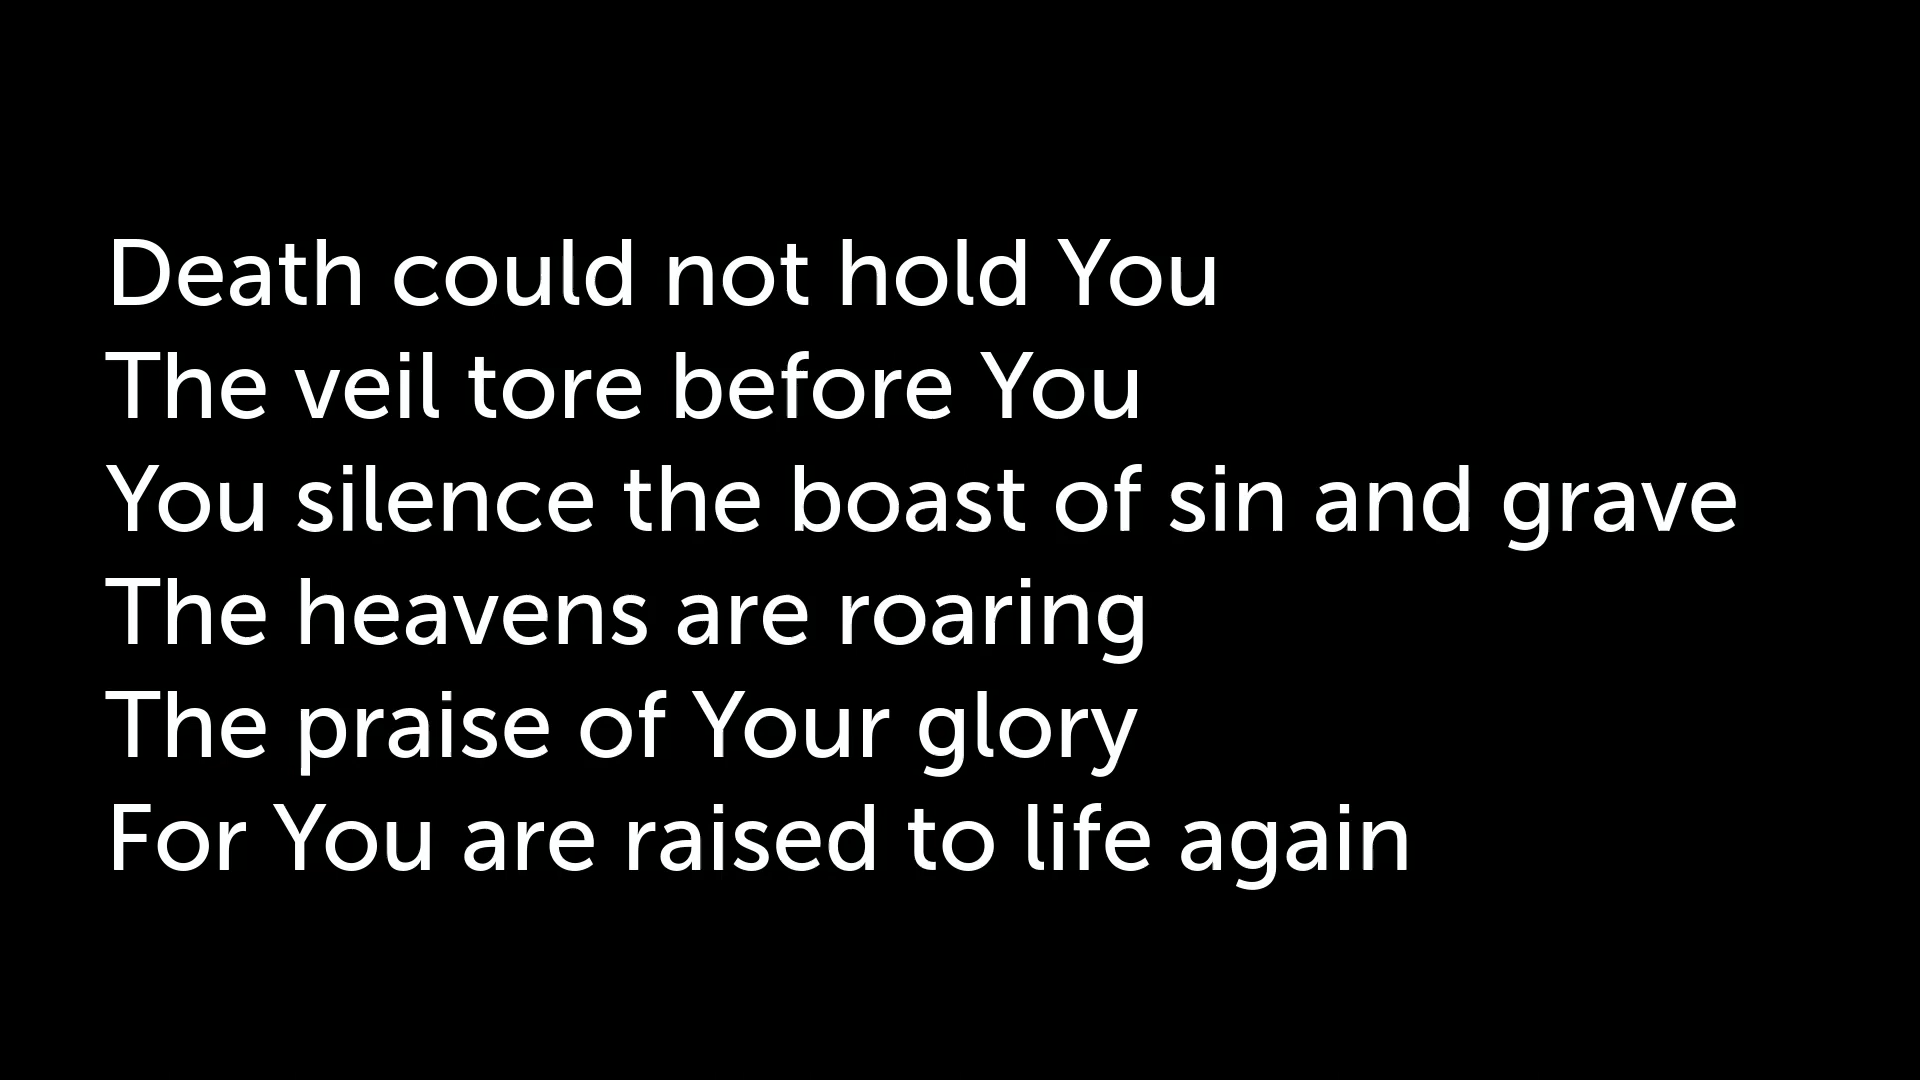 Death could not hold You
The veil tore before You
You silence the boast of sin and grave
The heavens are roaring
The praise of Your glory
For You are raised to life again